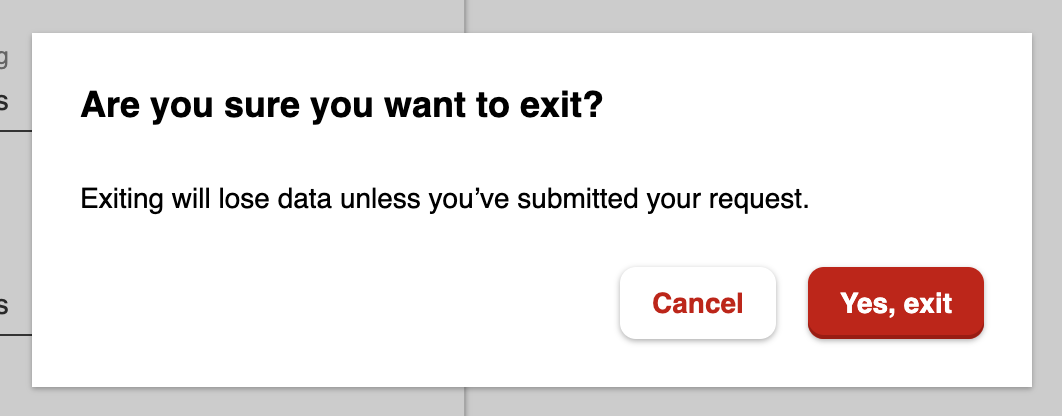 Are you sure you want to exit?
Exiting will lose data unless you’ve submitted your request.
Cancel
Yes, exit